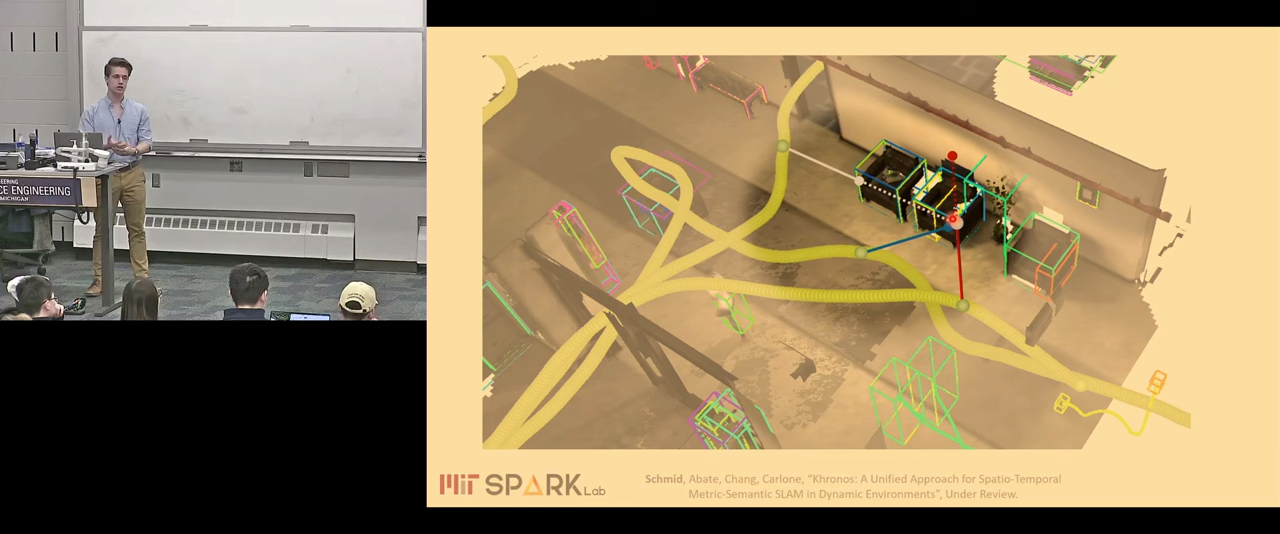 EERING
CE ENGINEERING
MICHIGAN
MIT SPARK Lab
Schmid, Abate, Chang, Carlone, “Khronos: A Unified Approach for Spatio-Temporal
Metric-Semantic SLAM in Dynamic Environments”, Under Review.